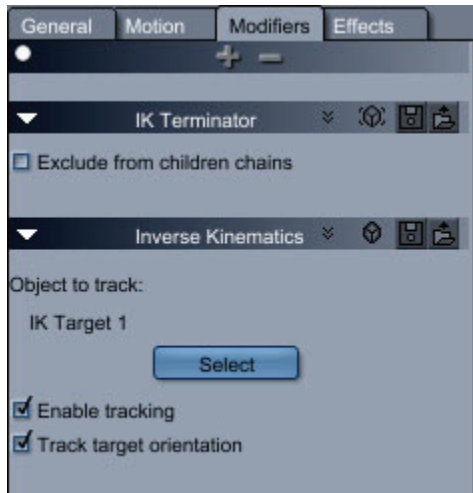 General Motion Modifiers Effects
IK Terminator
Exclude from children chains
Inverse Kinematics
Object to track:
IK Target 1
Select
Enable tracking
Track target orientation